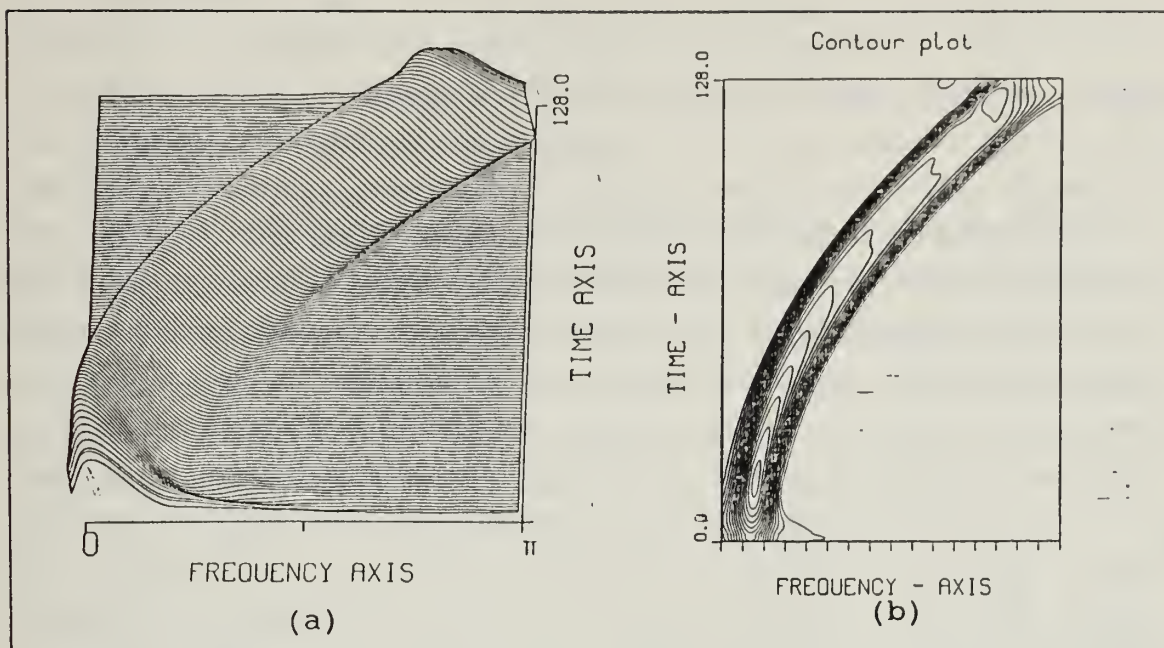 128.0
TIME AXIS
0
π
FREQUENCY AXIS
(a)
Contour plot
128.0
TIME - AXIS
0.0
FREQUENCY - AXIS
(b)